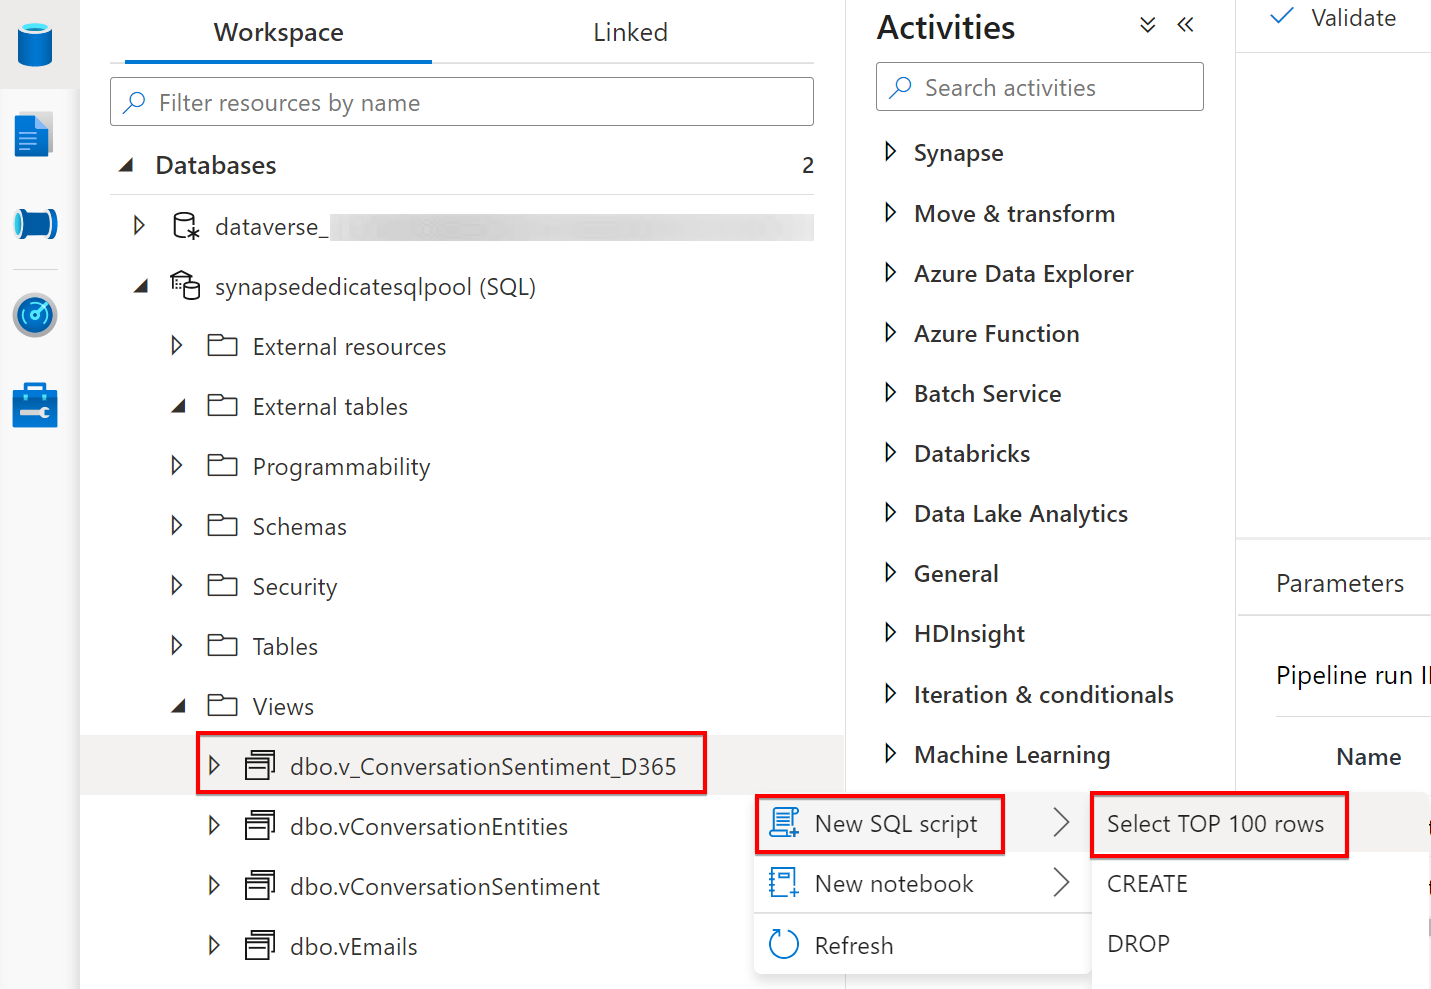 Workspace
Linked
Filter resources by name
Databases
2
dataverse_
synapsededicatesqlpool (SQL)
External resources
External tables
Programmability
Schemas
Security
Tables
Views
dbo.v_ConversationSentiment_D365
dbo.vConversationEntities
dbo.vConversationSentiment
dbo.vEmails
Activities
Search activities
Synapse
Move & transform
Azure Data Explorer
Azure Function
Batch Service
Databricks
Data Lake Analytics
General
HDInsight
Iteration & conditionals
Machine Learning
New SQL script
New notebook
Refresh
Select TOP 100 rows
CREATE
DROP
Validate
Parameters
Pipeline run
Name